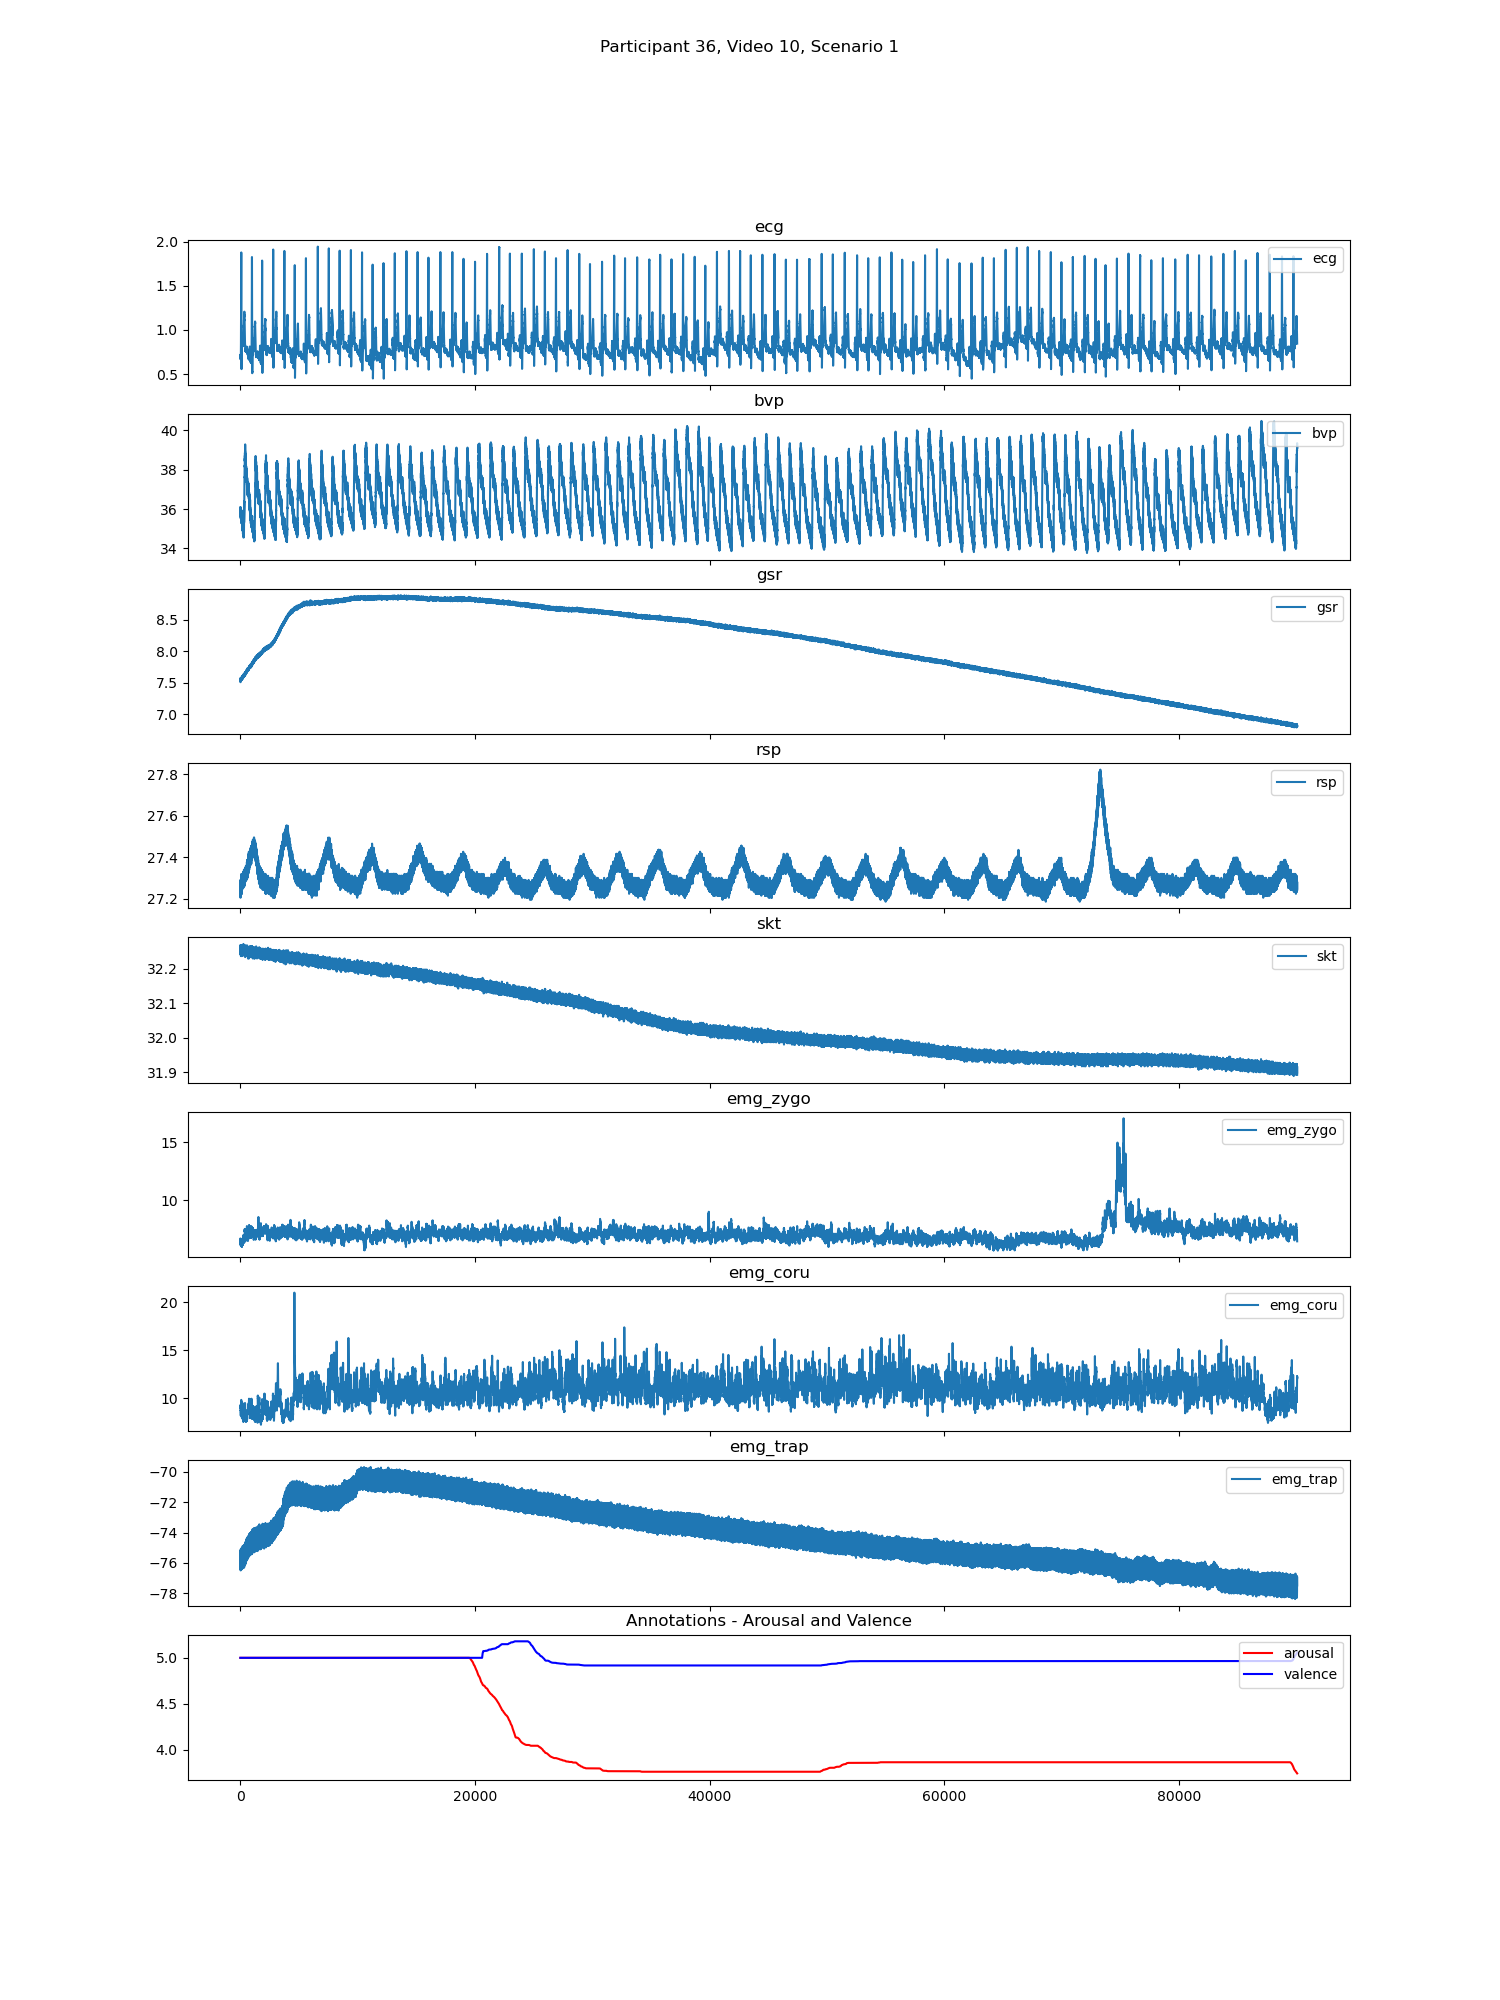 Participant 36, Video 10, Scenario 1
ecg
2.0
1.5
1.0
0.5
ecg
bvp
40
38
36
34
bvp
gsr
8.5
8.0
7.5
7.0
gsr
rsp
27.8
27.6
27.4
27.2
rsp
skt
32.2
32.1
32.0
31.9
skt
emg_zygo
15
10
emg_zygo
emg_coru
20
15
10
emg_coru
emg_trap
−70
−72
−74
−76
−78
emg_trap
Annotations - Arousal and Valence
5.0
4.5
4.0
arousal
valence
0 20000 40000 60000 80000